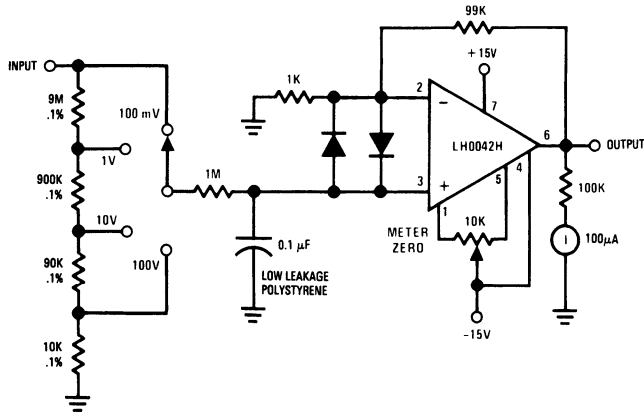 99K
+15V
INPUT
9M
.1%
100 mV
1K
2
7
−
LH0042H
6
OUTPUT
1V
1M
3
+
5
4
900K
.1%
100K
1
10K
10V
0.1 μF
METER
ZERO
I
100μA
90K
.1%
100V
LOW LEAKAGE
POLYSTYRENE
-15V
10K
.1%